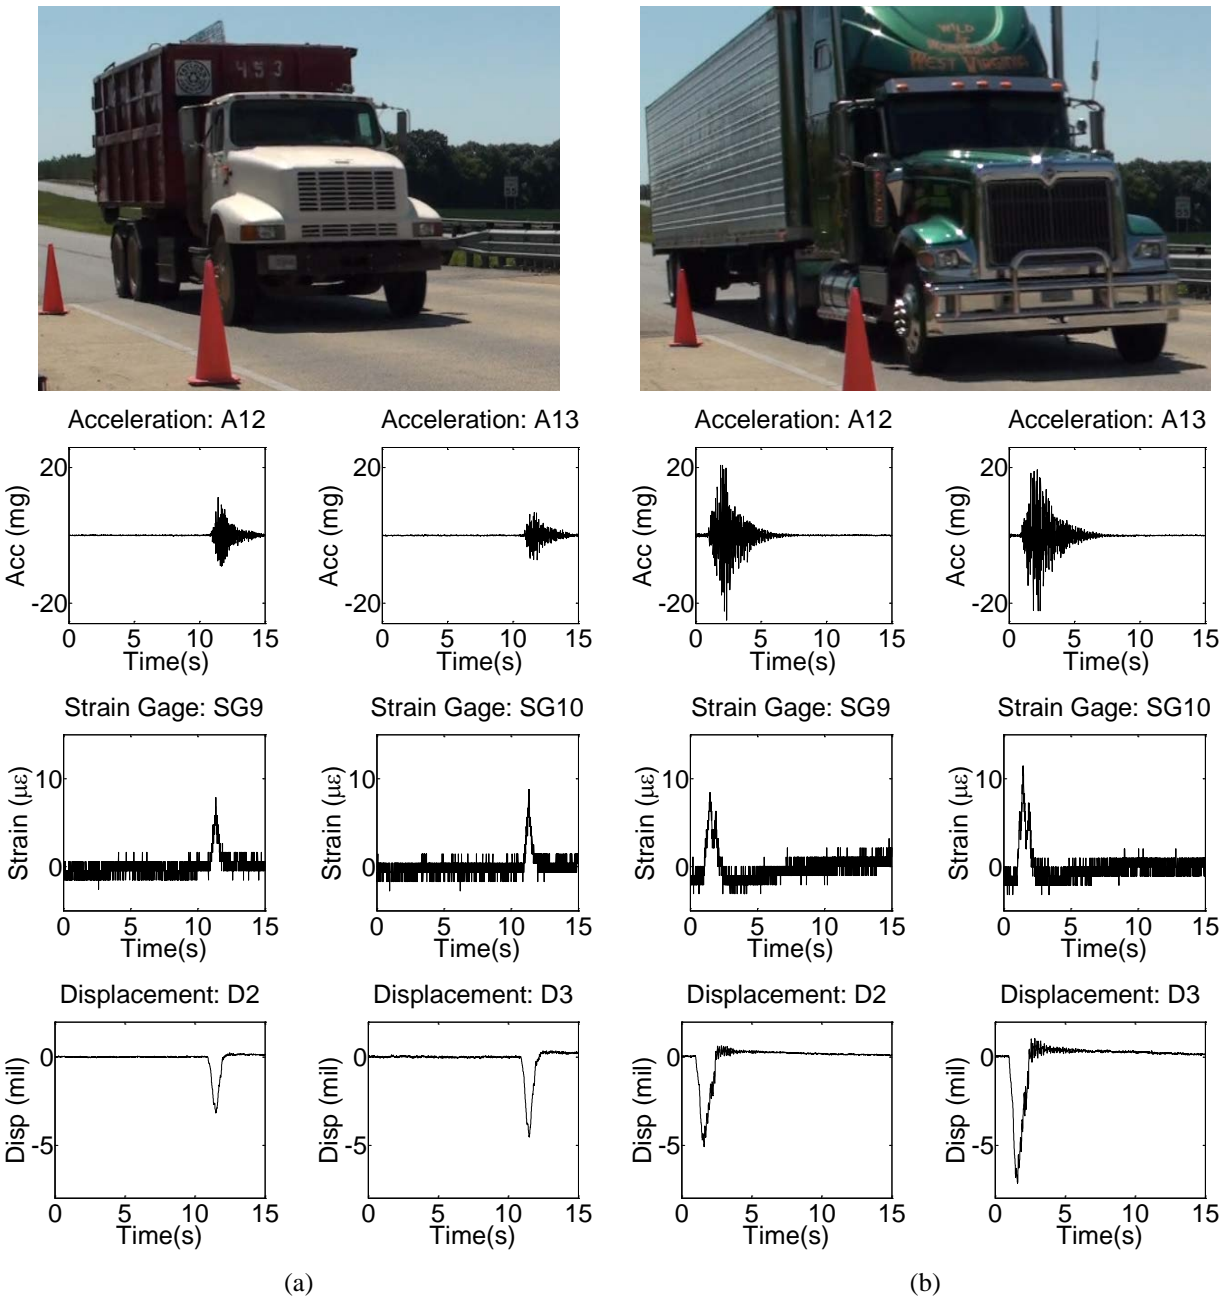 453
WILD
&
WONDERFUL
WEST VIRGINIA
Acceleration: A12
Acc (mg)
20
0
-20
0 5 10 15
Time(s)
Acceleration: A13
Acc (mg)
20
0
-20
0 5 10 15
Time(s)
Acceleration: A12
Acc (mg)
20
0
-20
0 5 10 15
Time(s)
Acceleration: A13
Acc (mg)
20
0
-20
0 5 10 15
Time(s)
Strain Gage: SG9
Strain (με)
10
0
0 5 10 15
Time(s)
Strain Gage: SG10
Strain (με)
10
0
0 5 10 15
Time(s)
Strain Gage: SG9
Strain (με)
10
0
0 5 10 15
Time(s)
Strain Gage: SG10
Strain (με)
10
0
0 5 10 15
Time(s)
Displacement: D2
Disp (mil)
0
-5
0 5 10 15
Time(s)
Displacement: D3
Disp (mil)
0
-5
0 5 10 15
Time(s)
Displacement: D2
Disp (mil)
0
-5
0 5 10 15
Time(s)
Displacement: D3
Disp (mil)
0
-5
0 5 10 15
Time(s)
(a)
(b)